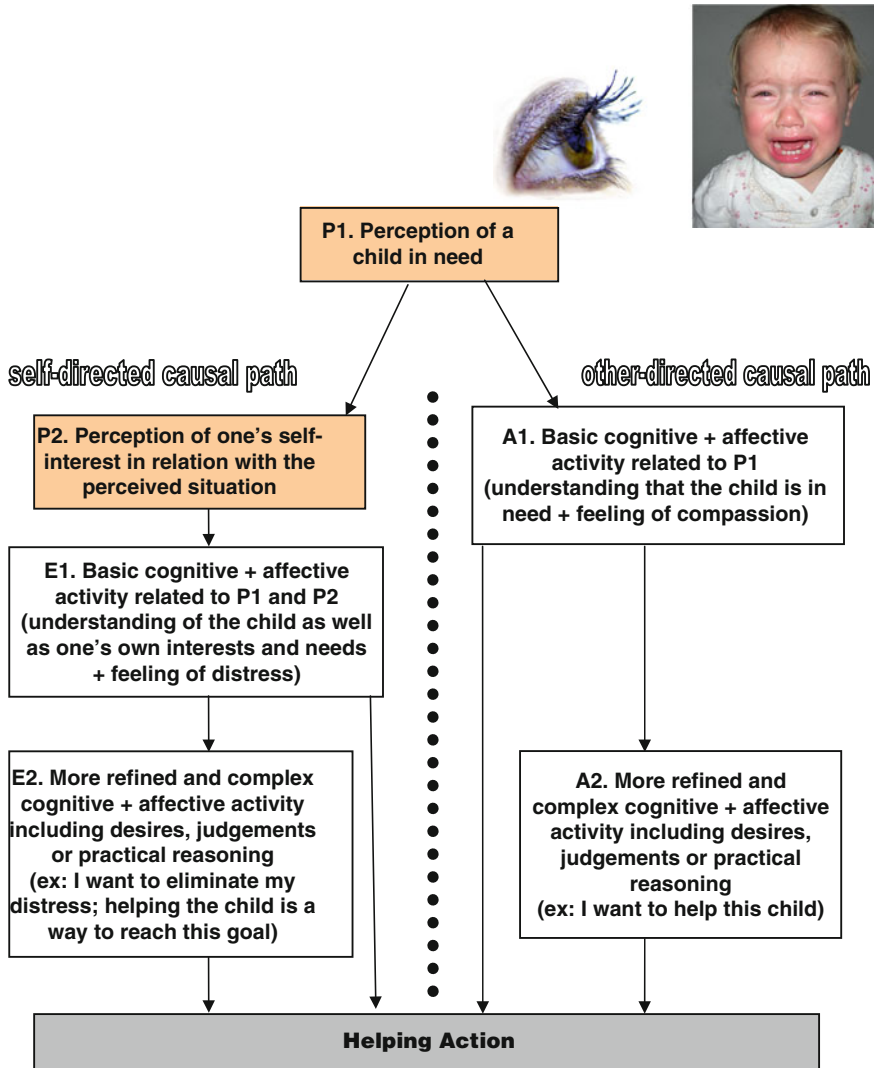 P1. Perception of a
child in need
self-directed causal path
other-directed causal path
P2. Perception of one's self-
interest in relation with the
perceived situation
A1. Basic cognitive + affective
activity related to P1
(understanding that the child is in
need + feeling of compassion)
E1. Basic cognitive + affective
activity related to P1 and P2
(understanding of the child as well
as one's own interests and needs
+ feeling of distress)
E2. More refined and complex
cognitive + affective activity
including desires, judgements
or practical reasoning
(ex: I want to eliminate my
distress; helping the child is a
way to reach this goal)
A2. More refined and
complex cognitive + affective
activity including desires,
judgements or practical
reasoning
(ex: I want to help this child)
Helping Action